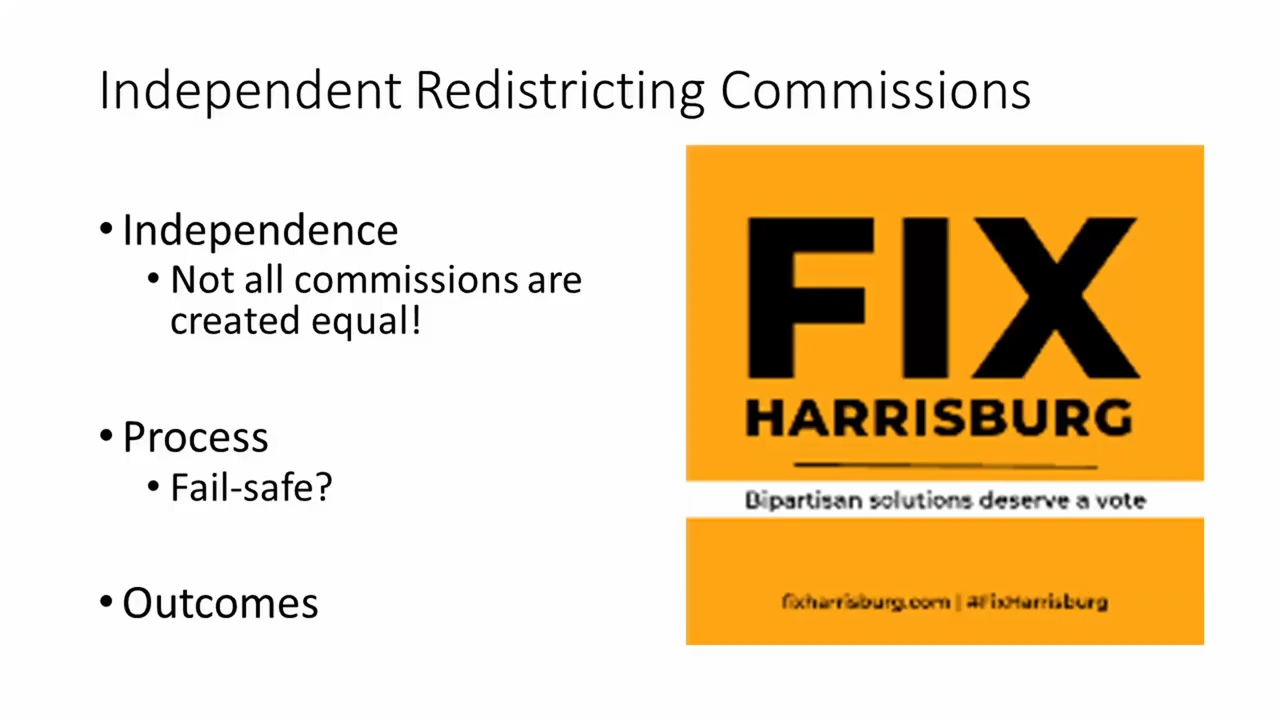 Independent Redistricting Commissions
• Independence
• Not all commissions are
created equal!
• Process
• Fail-safe?
• Outcomes
FIX
HARRISBURG
Bipartisan solutions deserve a vote
fixharrisburg.com | #FixHarrisburg